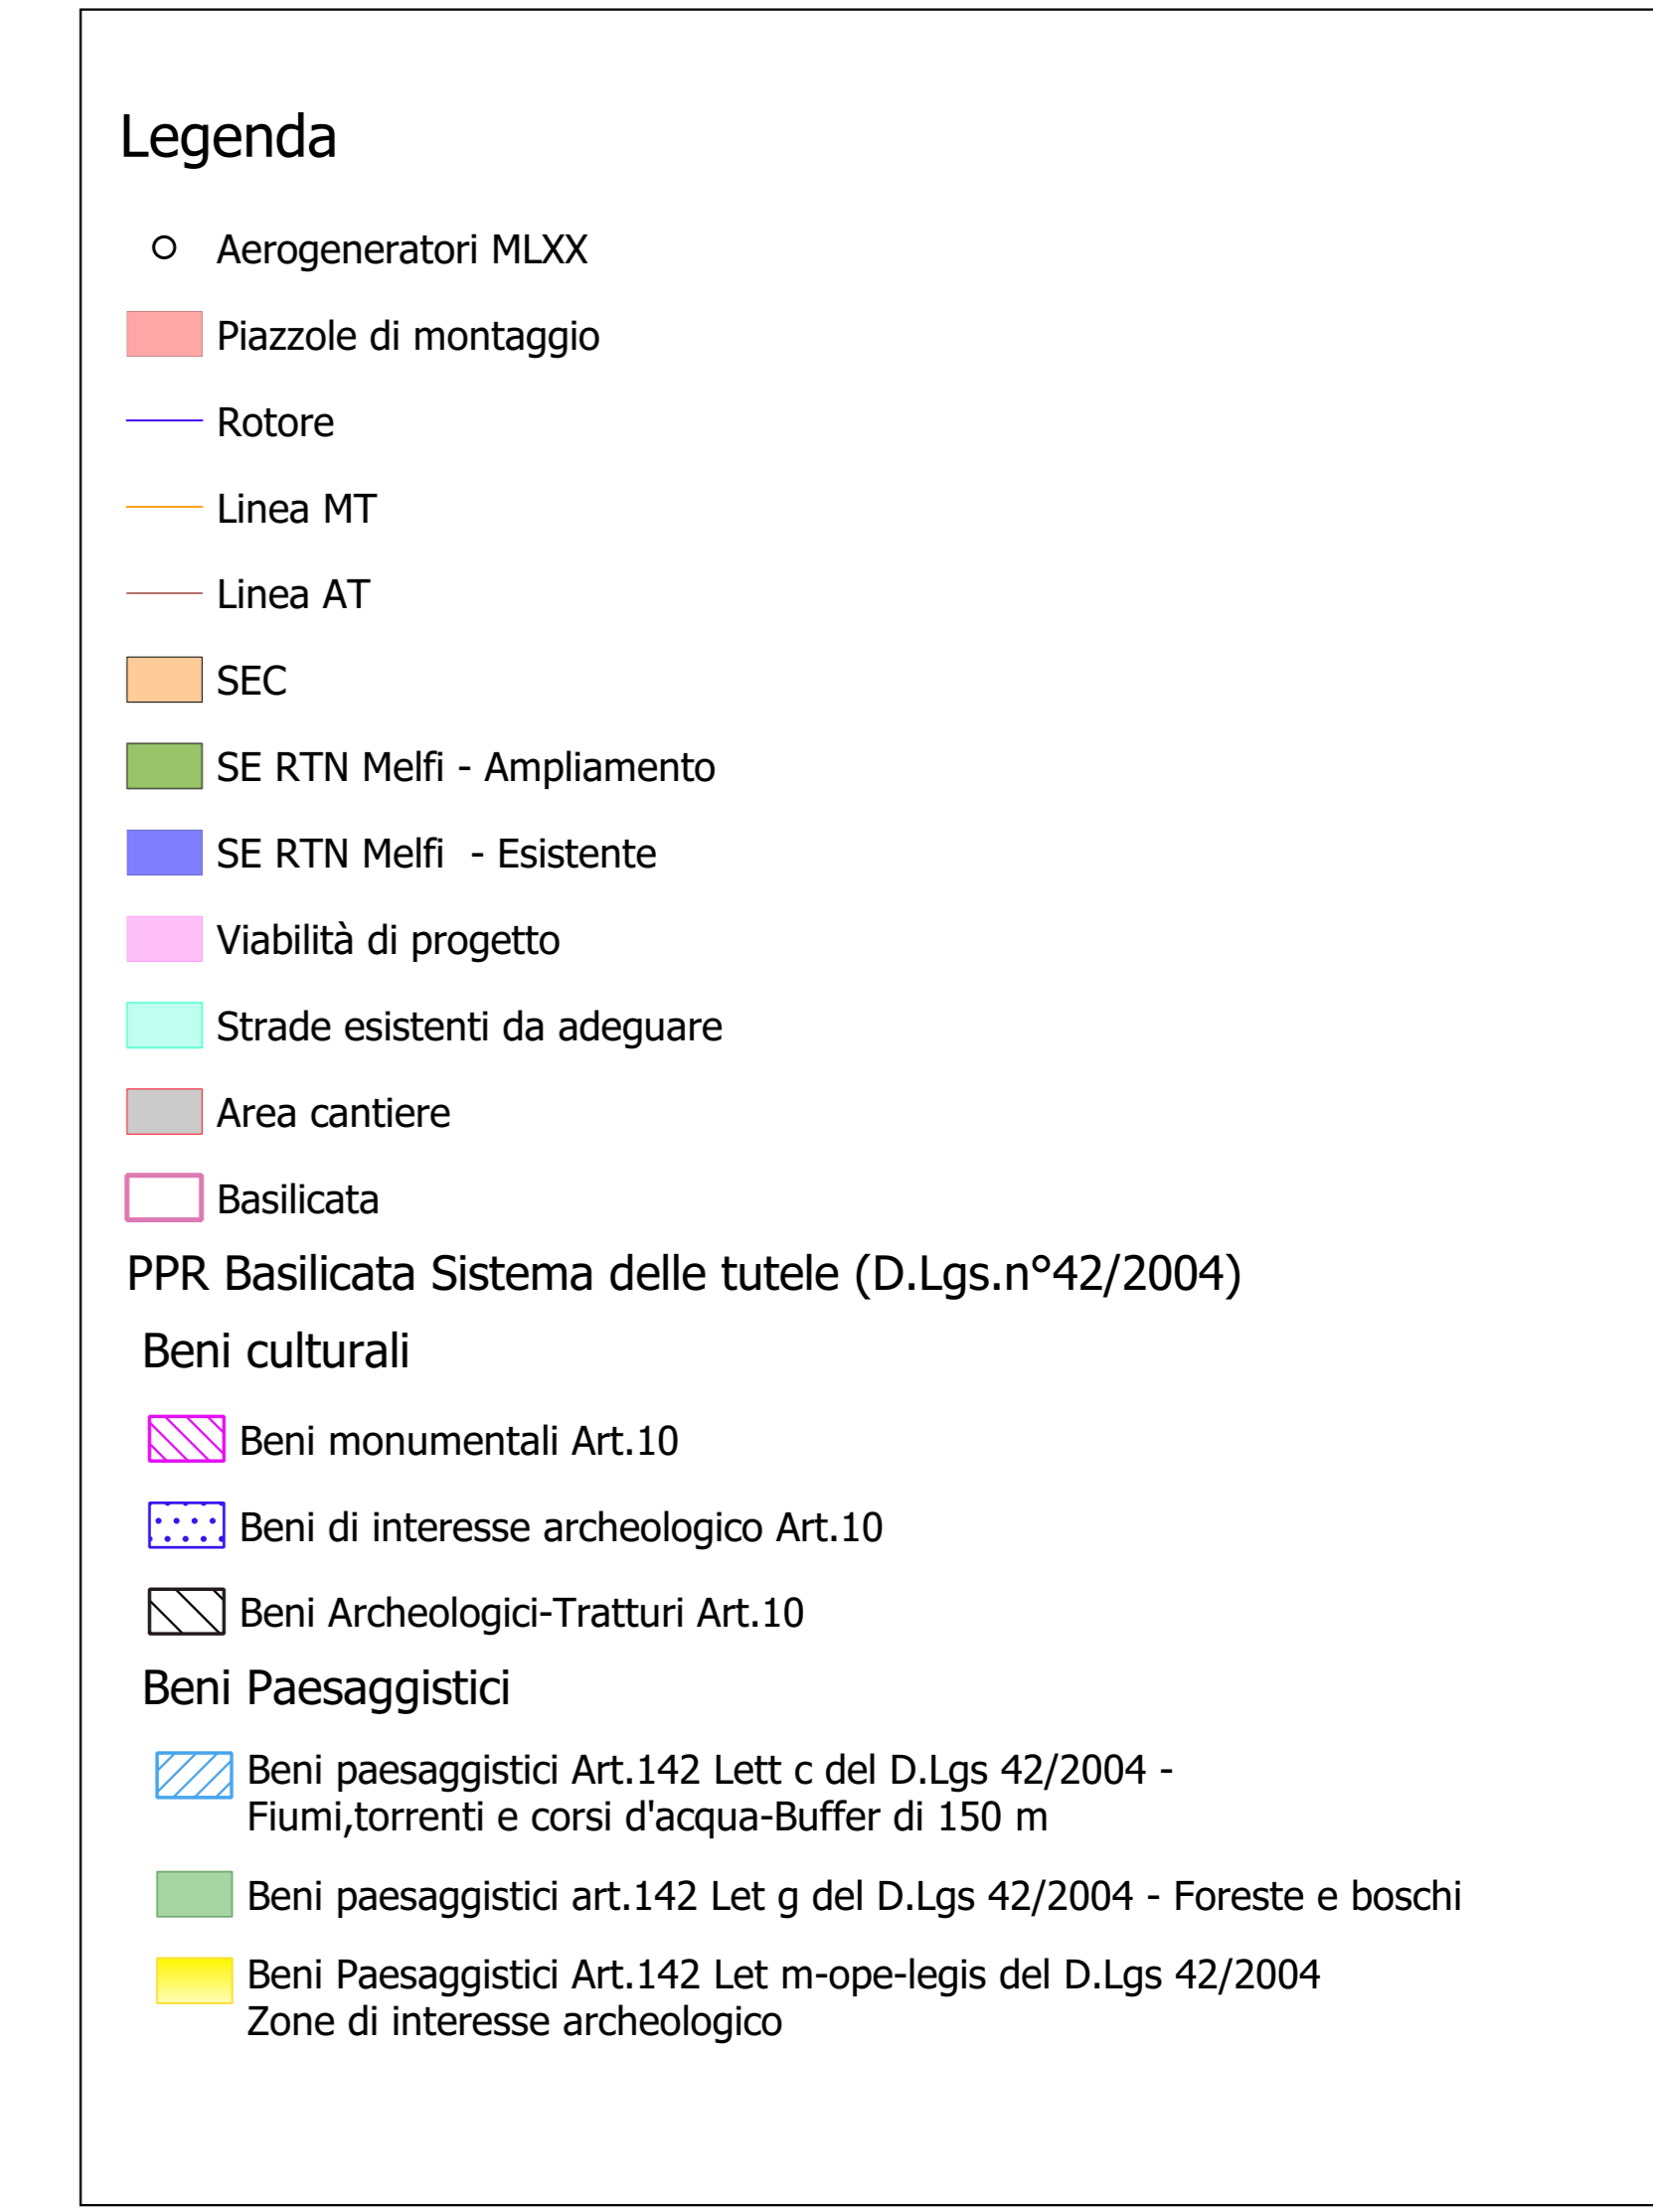 Legenda
Aerogeneratori MLXX
Piazzole di montaggio
Rotore
Linea MT
Linea AT
SEC
SE RTN Melfi - Ampliamento
SE RTN Melfi  - Esistente
Viabilità di progetto
Strade esistenti da adeguare
Area cantiere
Basilicata
PPR Basilicata Sistema delle tutele (D.Lgs.n°42/2004)
Beni culturali
Beni monumentali Art.10
Beni di interesse archeologico Art.10
Beni Archeologici-Tratturi Art.10
Beni Paesaggistici
Beni paesaggistici Art.142 Lett c del D.Lgs 42/2004 -
Fiumi,torrenti e corsi d'acqua-Buffer di 150 m
Beni paesaggistici art.142 Let g del D.Lgs 42/2004 - Foreste e boschi
Beni Paesaggistici Art.142 Let m-ope-legis del D.Lgs 42/2004
Zone di interesse archeologico